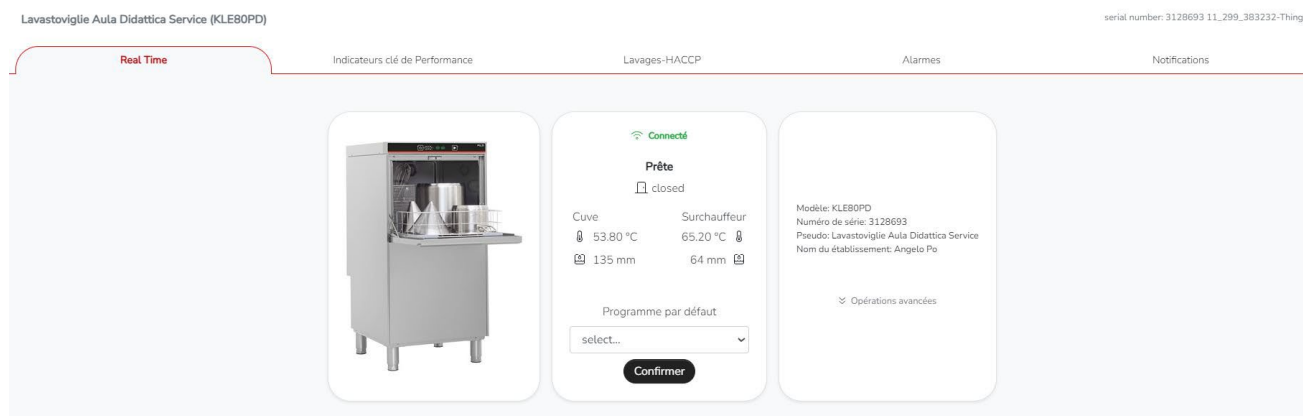 Lavastoviglie Aula Didattica Service (KLE80PD)
serial number: 3128693 11_299_383232-Thing
Real Time
Indicateurs clé de Performance
Lavages-HACCP
Alarmes
Notifications
Connecté
Prête
closed
Cuve Surchauffeur
53.80 °C 65.20 °C
135 mm 64 mm
Programme par défaut
select...
Confirmer
Modèle: KLE80PD
Numéro de série: 3128693
Pseudo: Lavastoviglie Aula Didattica Service
Nom du établissement: Angelo Po
Opérations avancées